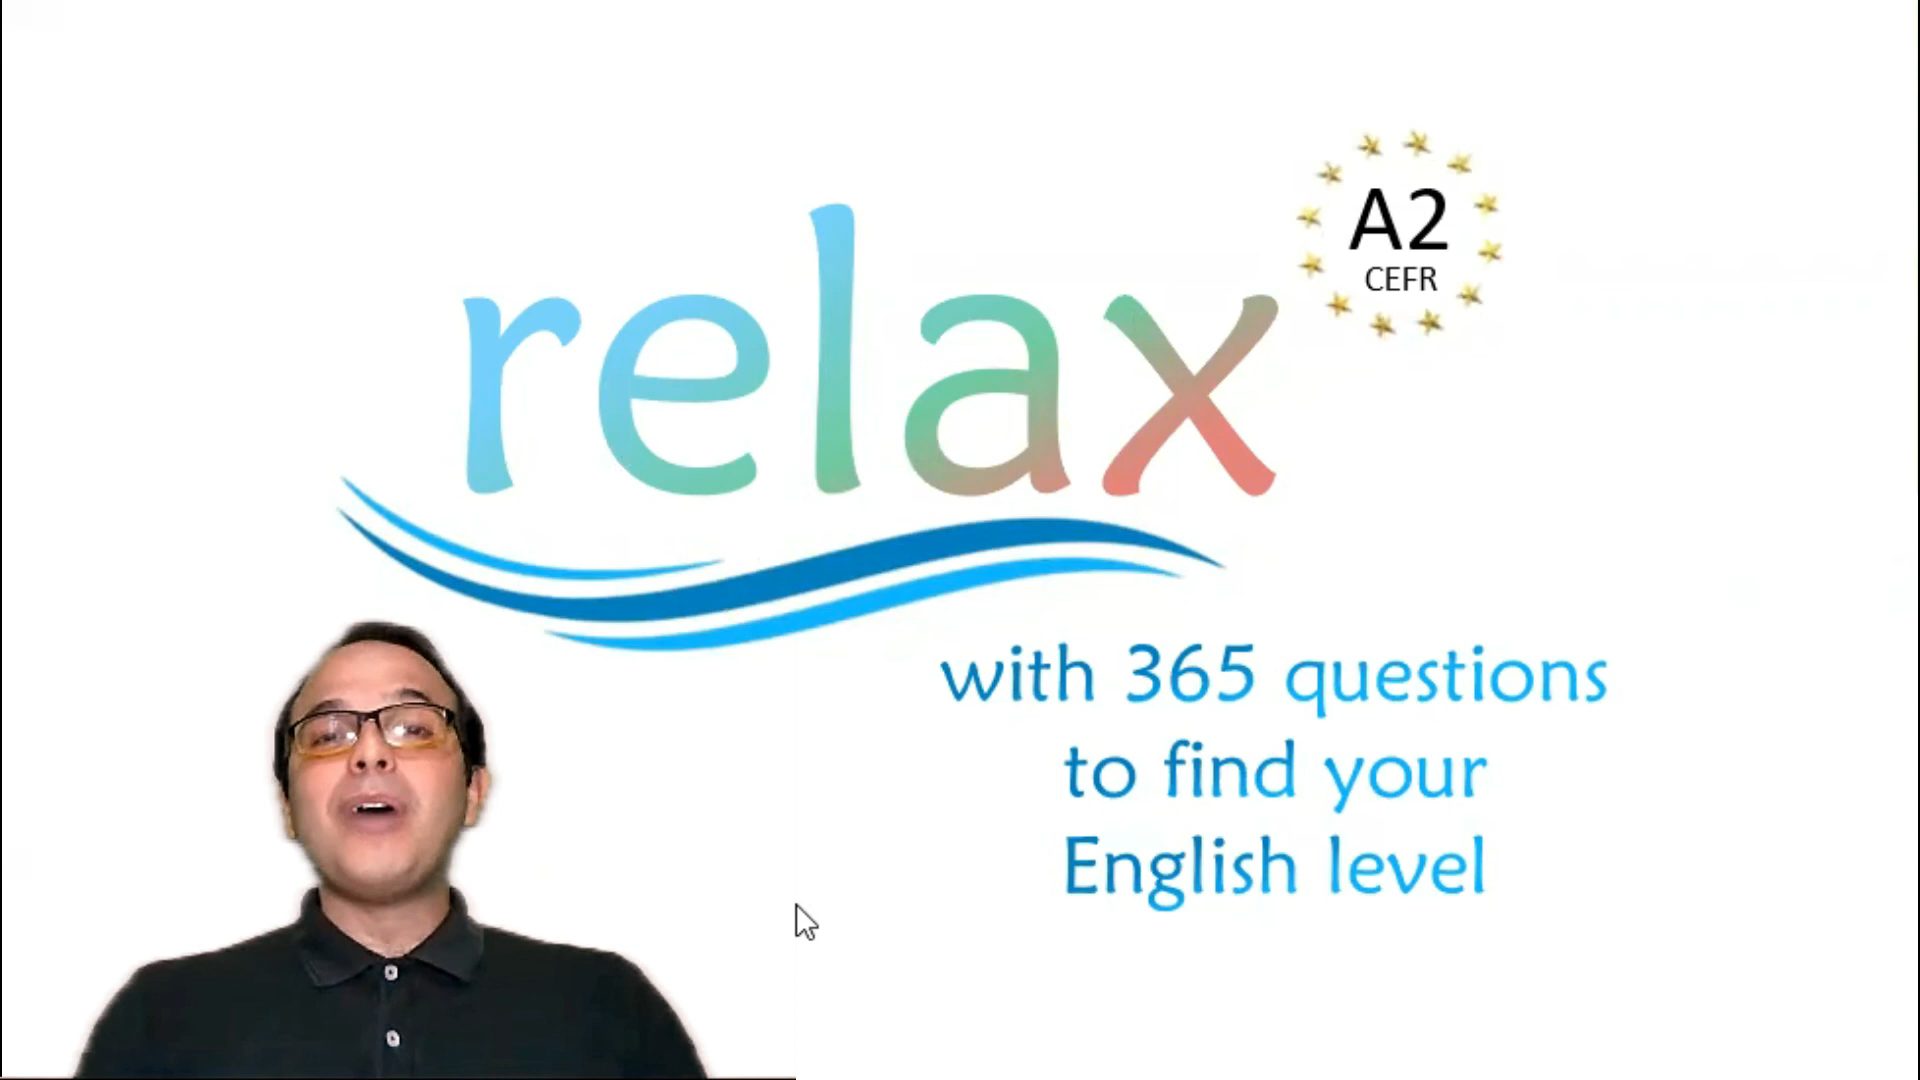 relax
A2
CEFR
with 365 questions
to find your
English level